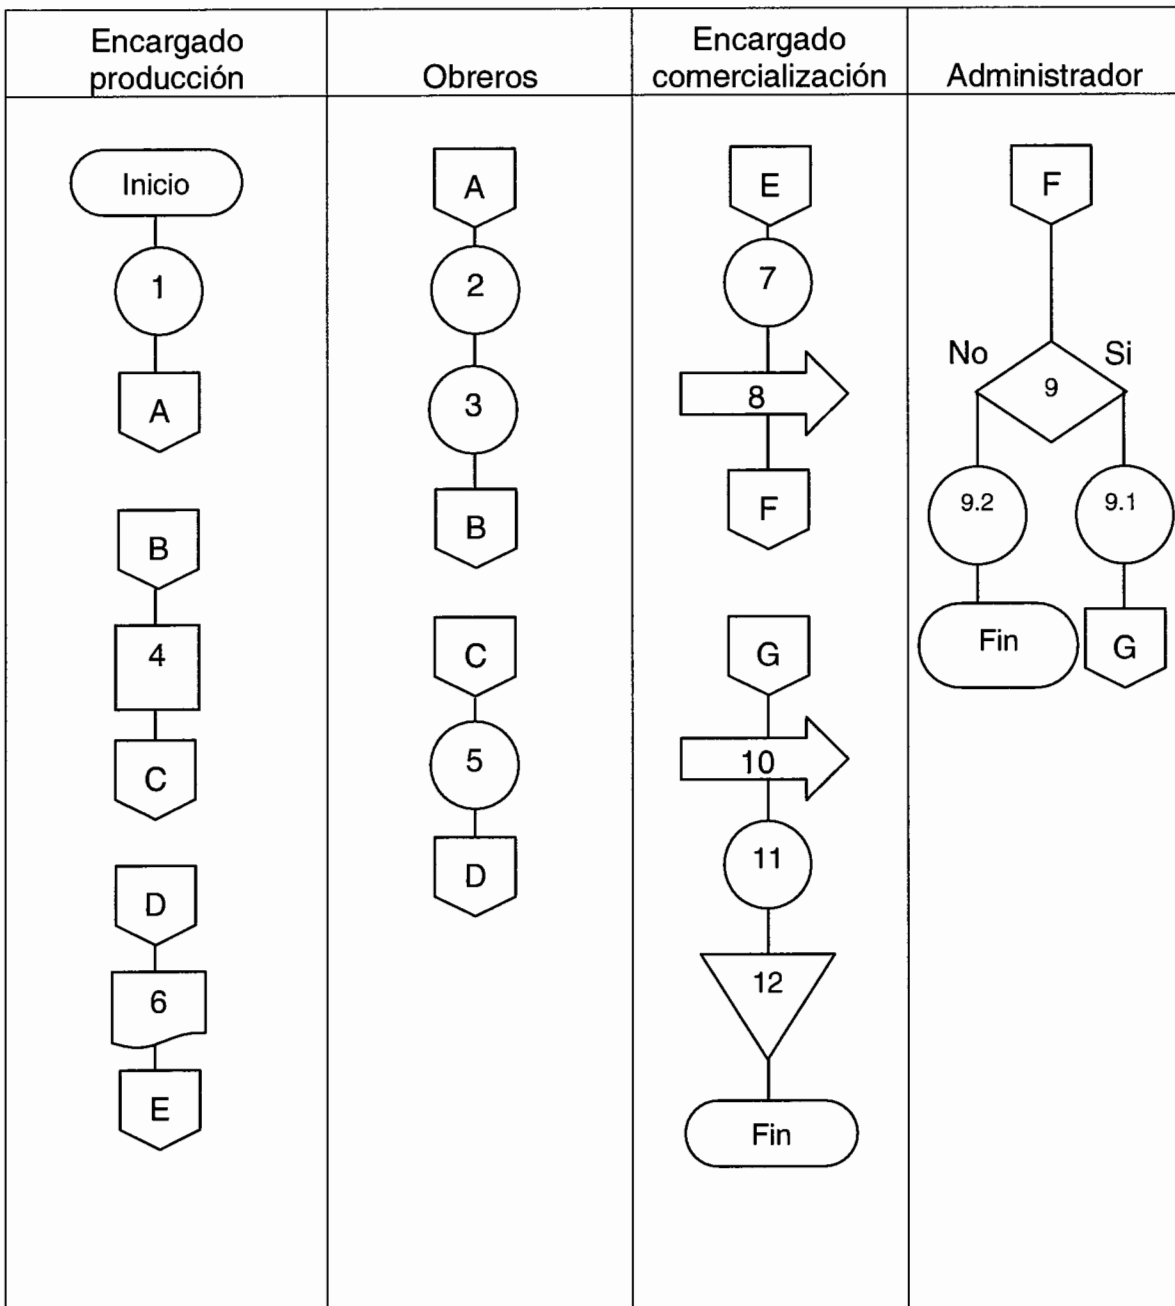 Encargado
producción
Obreros
Encargado
comercialización
Administrador
Inicio
1
A
B
4
C
D
6
E
A
2
3
B
C
5
D
E
7
8
F
G
10
11
12
Fin
F
No
Si
9
9.2
9.1
Fin
G